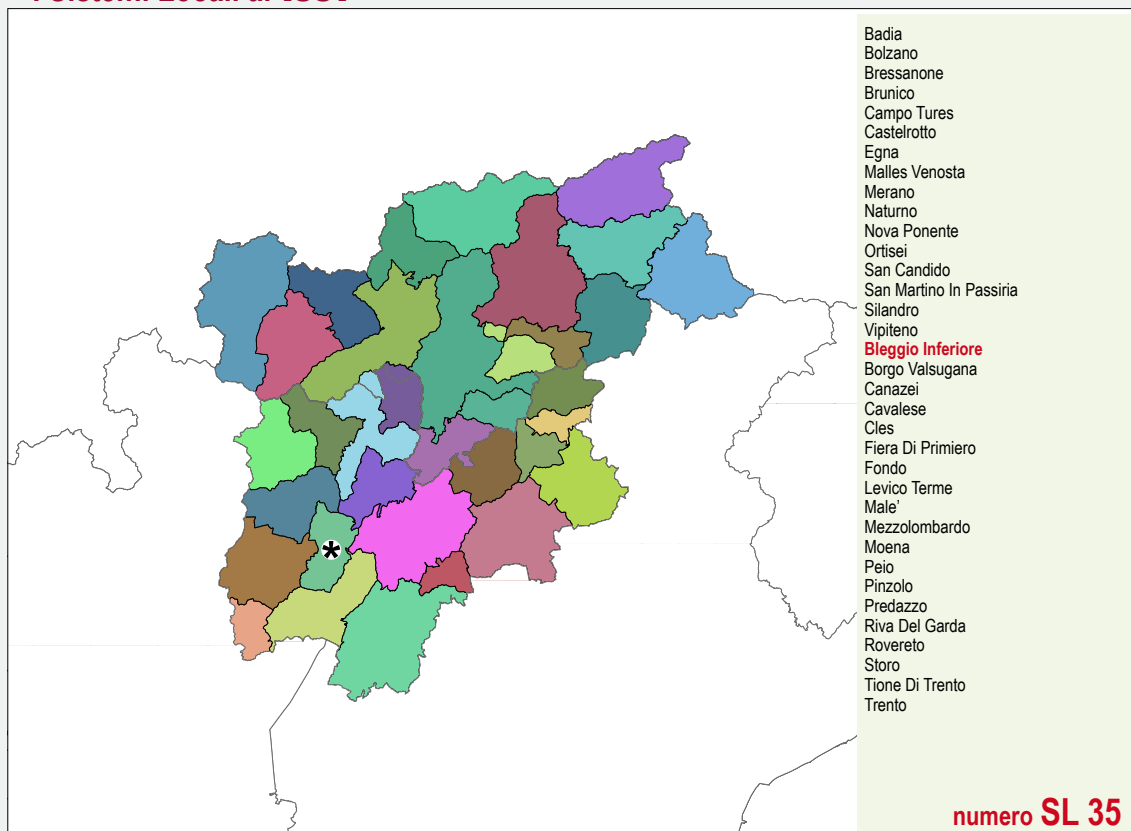 Badia
Bolzano
Bressanone
Brunico
Campo Tures
Castelrotto
Egna
Malles Venosta
Merano
Naturno
Nova Ponente
Ortisei
San Candido
San Martino In Passiria
Silandro
Vipiteno
Bleggio Inferiore
Borgo Valsugana
Canazei
Cavalese
Cles
Fiera Di Primiero
Fondo
Levico Terme
Male'
Mezzolombardo
Moena
Peio
Pinzolo
Predazzo
Riva Del Garda
Rovereto
Storo
Tione Di Trento
Trento
*
numero SL 35